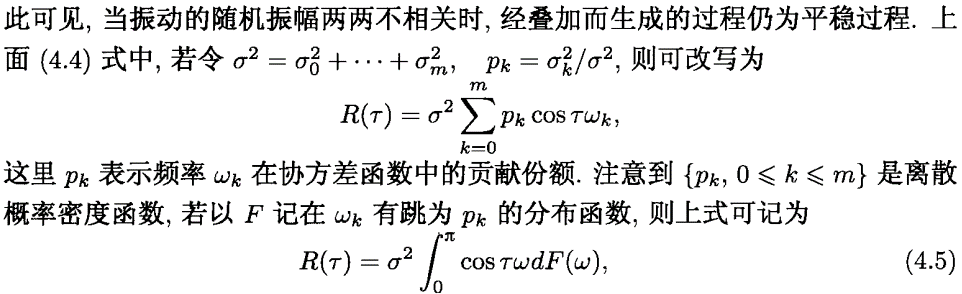 此可见, 当振动的随机振幅两两不相关时, 经叠加而生成的过程仍为平稳过程. 上
面 (4.4) 式中, 若令 $\sigma^2 = \sigma_0^2 + \cdots + \sigma_m^2, \quad p_k = \sigma_k^2/\sigma^2$, 则可改写为
$R(\tau) = \sigma^2 \sum_{k=0}^{m} p_k \cos \tau\omega_k,$
这里 $p_k$ 表示频率 $\omega_k$ 在协方差函数中的贡献份额. 注意到 $\{p_k, 0 \leqslant k \leqslant m\}$ 是离散
概率密度函数, 若以 $F$ 记在 $\omega_k$ 有跳为 $p_k$ 的分布函数, 则上式可记为
$R(\tau) = \sigma^2 \int_0^{\pi} \cos \tau\omega dF(\omega),$ (4.5)